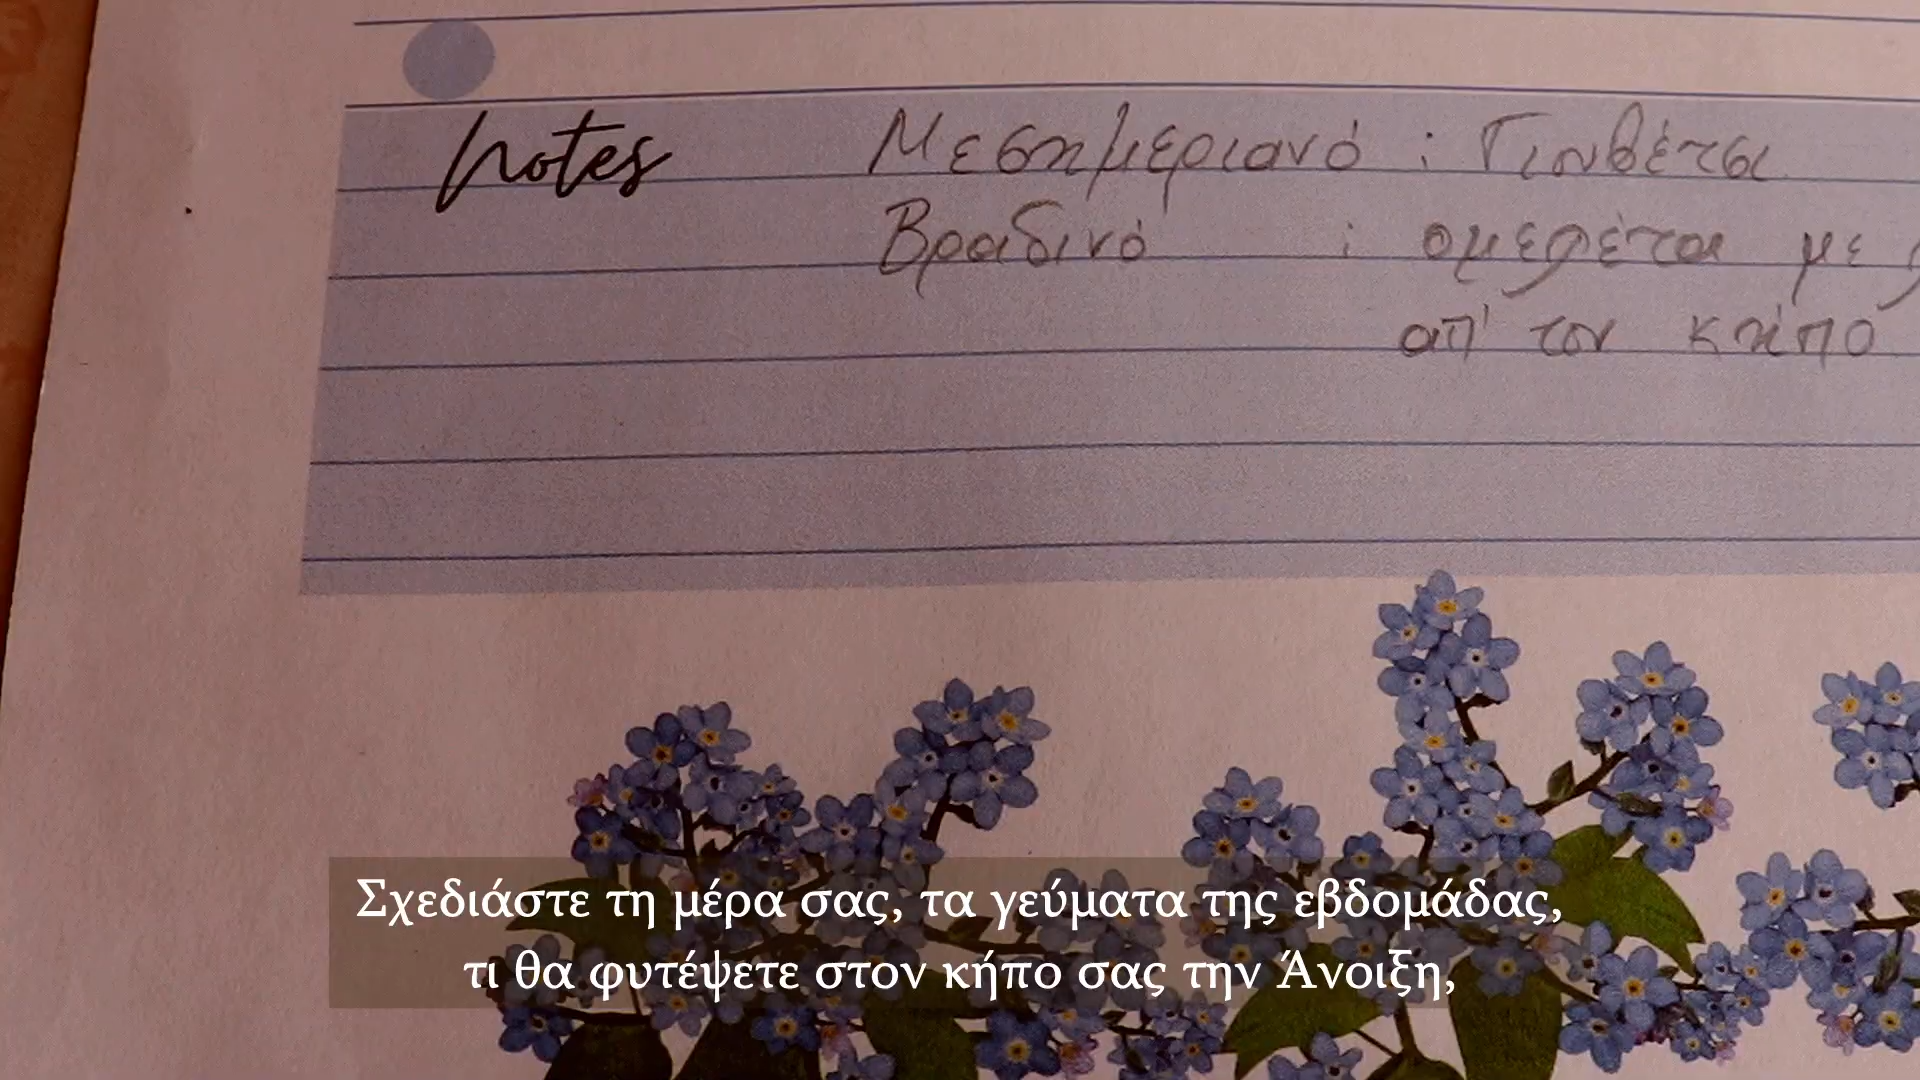 notes
Μεσημεριανό : Γιουβέτσι
Βραδινό : ομελέτα με
απ' τον κήπο
Σχεδιάστε τη μέρα σας, τα γεύματα της εβδομάδας,
τι θα φυτέψετε στον κήπο σας την Άνοιξη,